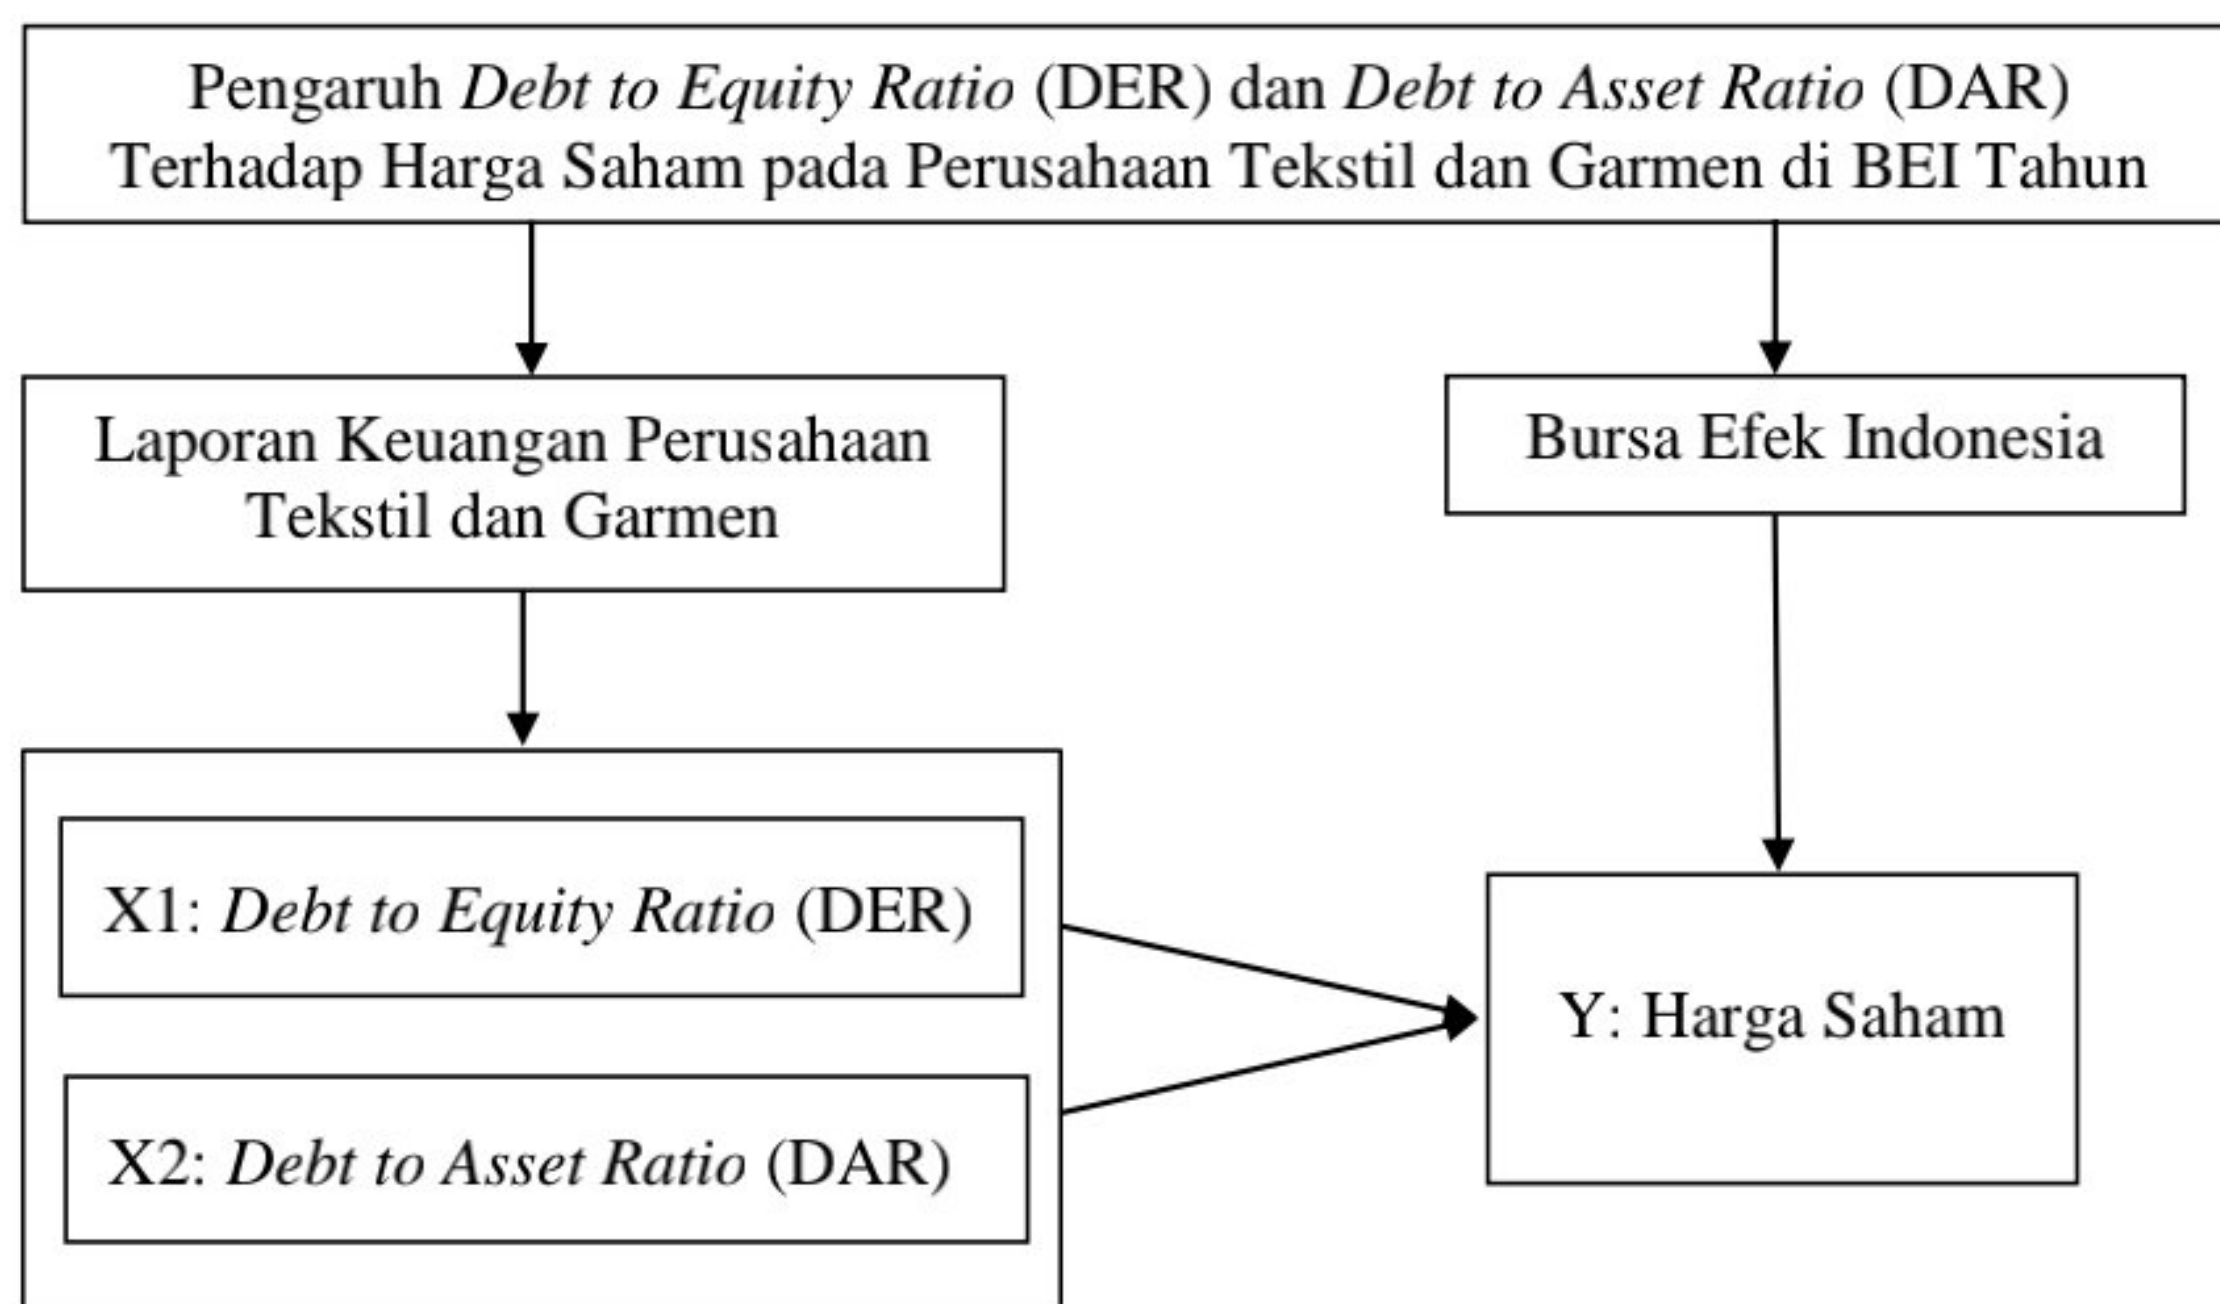 Pengaruh Debt to Equity Ratio (DER) dan Debt to Asset Ratio (DAR)
Terhadap Harga Saham pada Perusahaan Tekstil dan Garmen di BEI Tahun
Laporan Keuangan Perusahaan
Tekstil dan Garmen
Bursa Efek Indonesia
X1: Debt to Equity Ratio (DER)
X2: Debt to Asset Ratio (DAR)
Y: Harga Saham